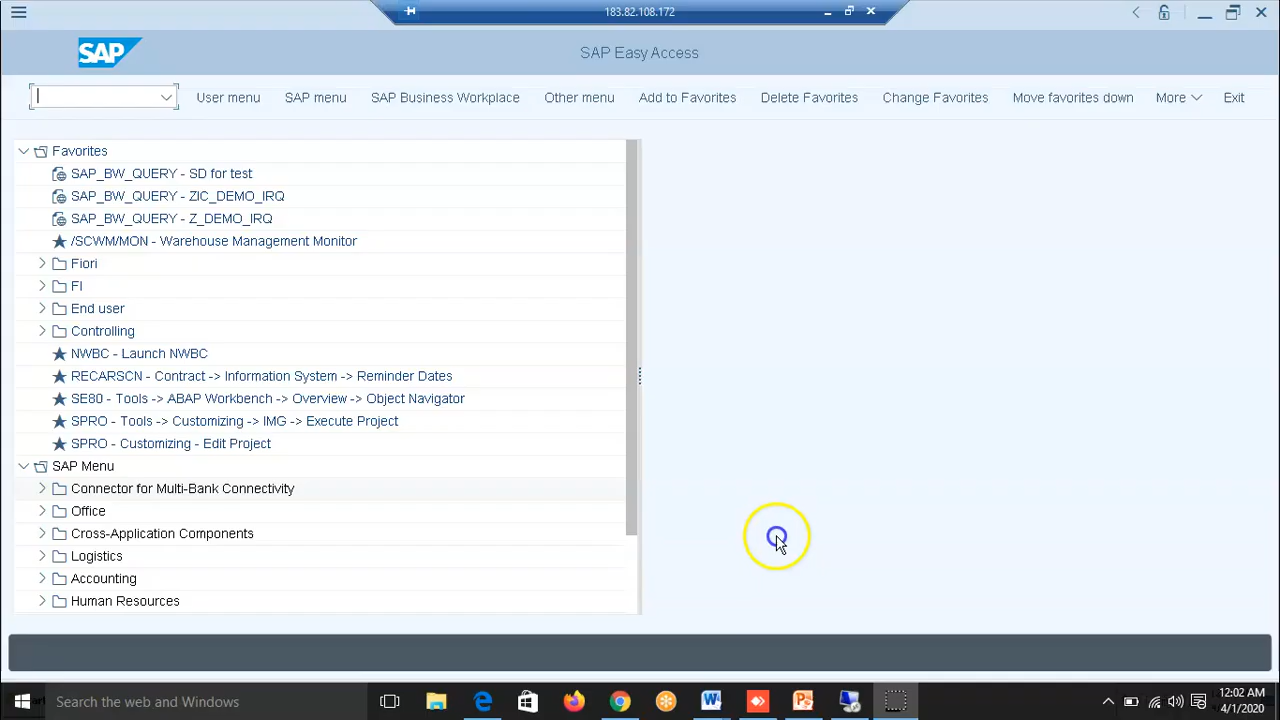 183.82.108.172
SAP
SAP Easy Access
User menu SAP menu SAP Business Workplace Other menu Add to Favorites Delete Favorites Change Favorites Move favorites down More Exit
Favorites
SAP_BW_QUERY - SD for test
SAP_BW_QUERY - ZIC_DEMO_IRQ
SAP_BW_QUERY - Z_DEMO_IRQ
/SCWM/MON - Warehouse Management Monitor
Fiori
FI
End user
Controlling
NWBC - Launch NWBC
RECARSCN - Contract -> Information System -> Reminder Dates
SE80 - Tools -> ABAP Workbench -> Overview -> Object Navigator
SPRO - Tools -> Customizing -> IMG -> Execute Project
SPRO - Customizing - Edit Project
SAP Menu
Connector for Multi-Bank Connectivity
Office
Cross-Application Components
Logistics
Accounting
Human Resources
Search the web and Windows
12:02 AM
4/1/2020